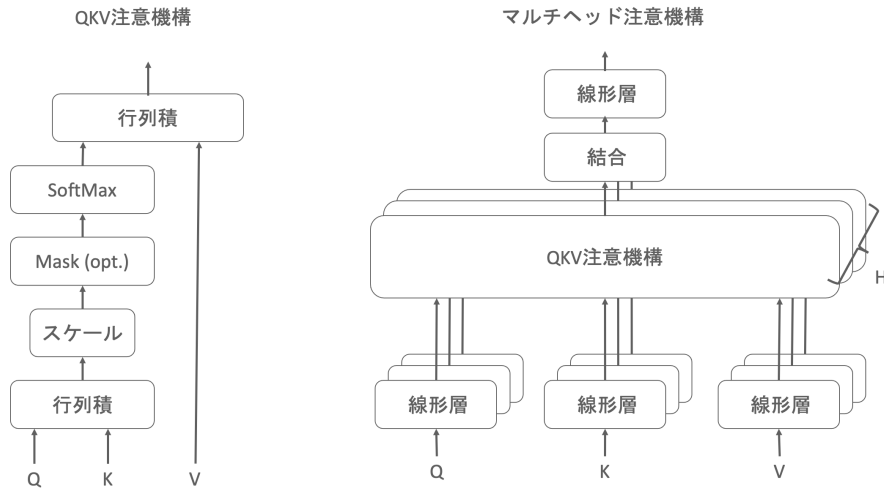 QKV注意機構
行列積
SoftMax
Mask (opt.)
スケール
行列積
Q
K
V
マルチヘッド注意機構
線形層
結合
QKV注意機構
H
線形層
線形層
線形層
Q
K
V